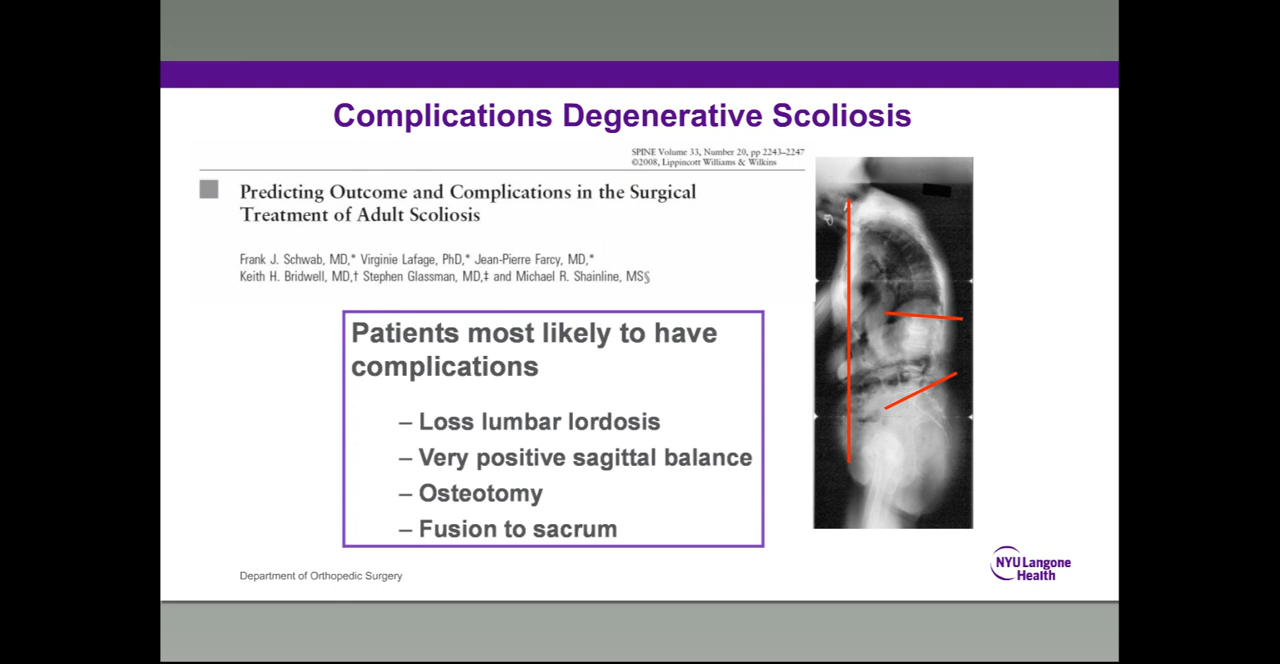 Complications Degenerative Scoliosis
SPINE Volume 33, Number 20, pp 2243–2247
©2008, Lippincott Williams & Wilkins
Predicting Outcome and Complications in the Surgical
Treatment of Adult Scoliosis
Frank J. Schwab, MD,* Virginie Lafage, PhD,* Jean-Pierre Farcy, MD,*
Keith H. Bridwell, MD,† Stephen Glassman, MD,‡ and Michael R. Shainline, MS§
Patients most likely to have
complications
– Loss lumbar lordosis
– Very positive sagittal balance
– Osteotomy
– Fusion to sacrum
Department of Orthopedic Surgery
NYU Langone
Health